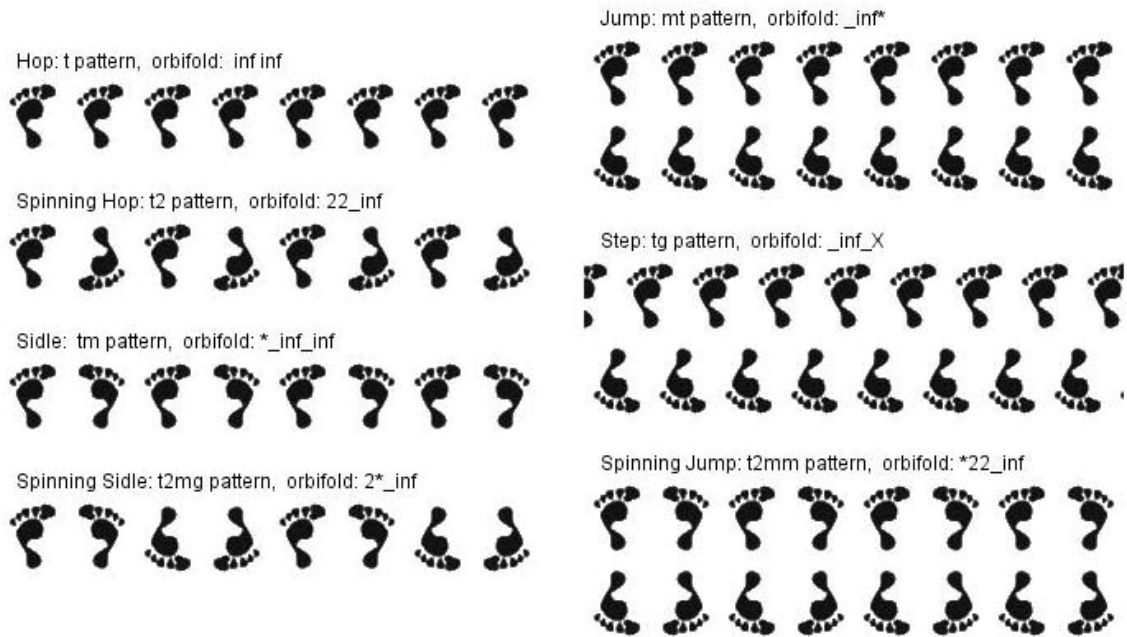 Hop: t pattern,  orbifold:  inf inf
Spinning Hop: t2 pattern,  orbifold: 22_inf
Sidle:  tm pattern,  orbifold: *_inf_inf
Spinning Sidle: t2mg pattern,  orbifold: 2*_inf
Jump: mt pattern,  orbifold: _inf*
Step: tg pattern,  orbifold: _inf_X
Spinning Jump: t2mm pattern,  orbifold: *22_inf